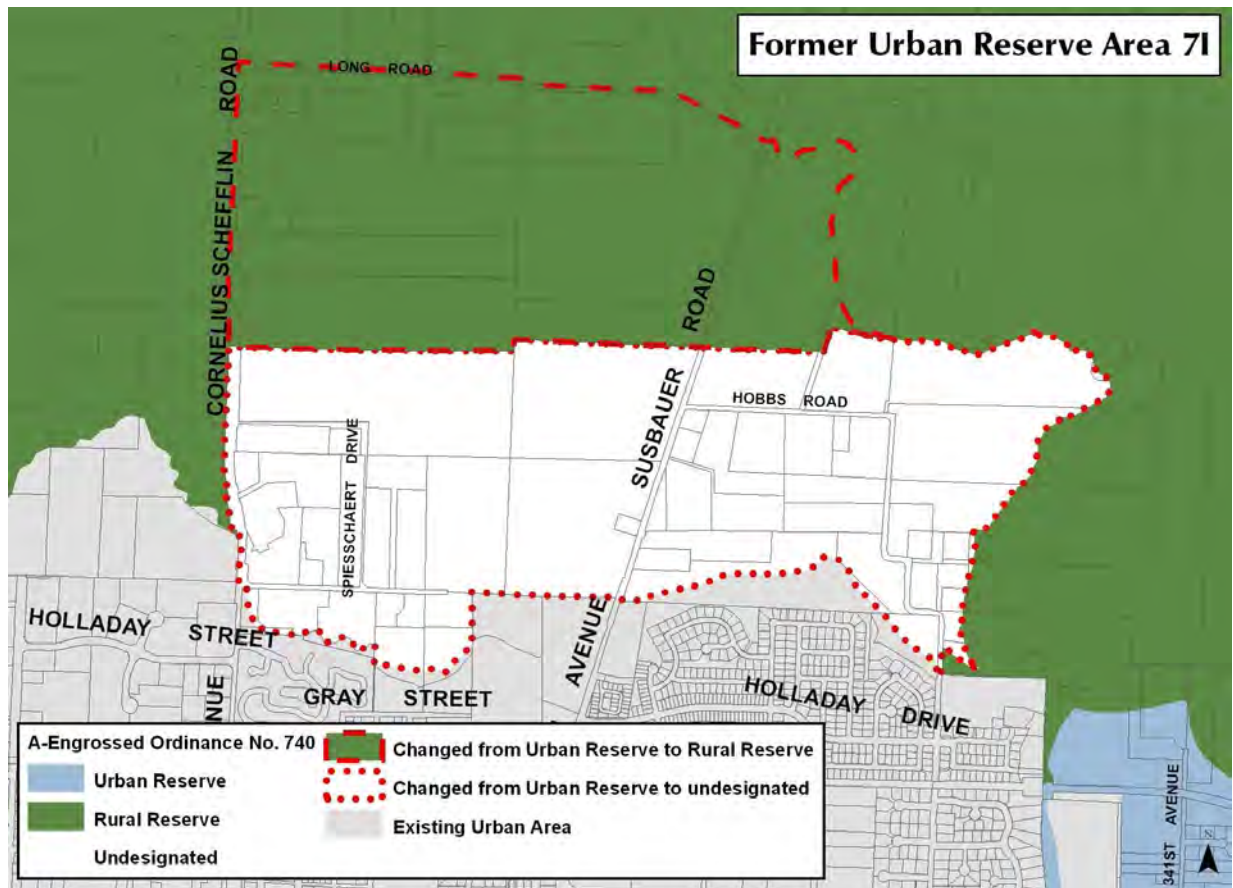 Former Urban Reserve Area 7I
LONG ROAD
CORNELIUS SCHEFFLIN ROAD
SUSBAUER ROAD
HOBBS ROAD
SPIESSCHAERT DRIVE
HOLLADAY STREET
GRAY STREET
AVENUE
HOLLADAY DRIVE
NUE
341ST AVENUE
A-Engrossed Ordinance No. 740
Urban Reserve
Rural Reserve
Undesignated
Changed from Urban Reserve to Rural Reserve
Changed from Urban Reserve to undesignated
Existing Urban Area
N